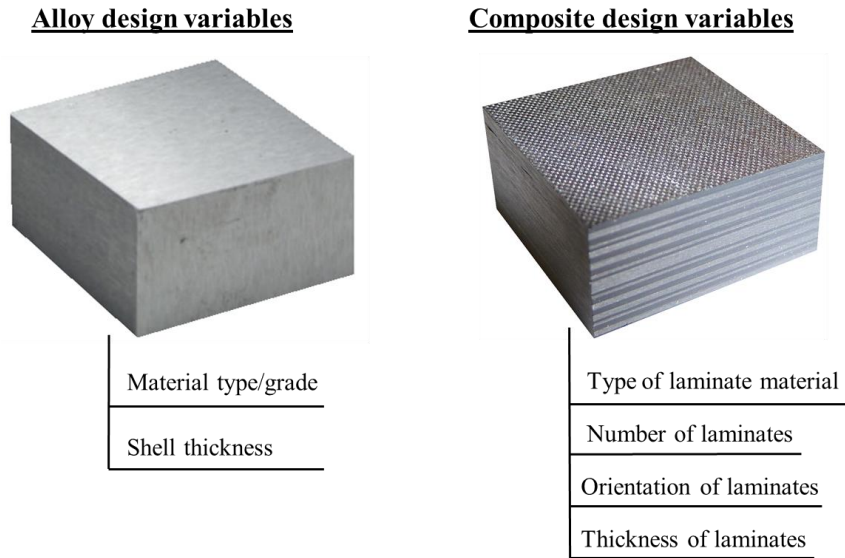 Alloy design variables
Composite design variables
Material type/grade
Shell thickness
Type of laminate material
Number of laminates
Orientation of laminates
Thickness of laminates